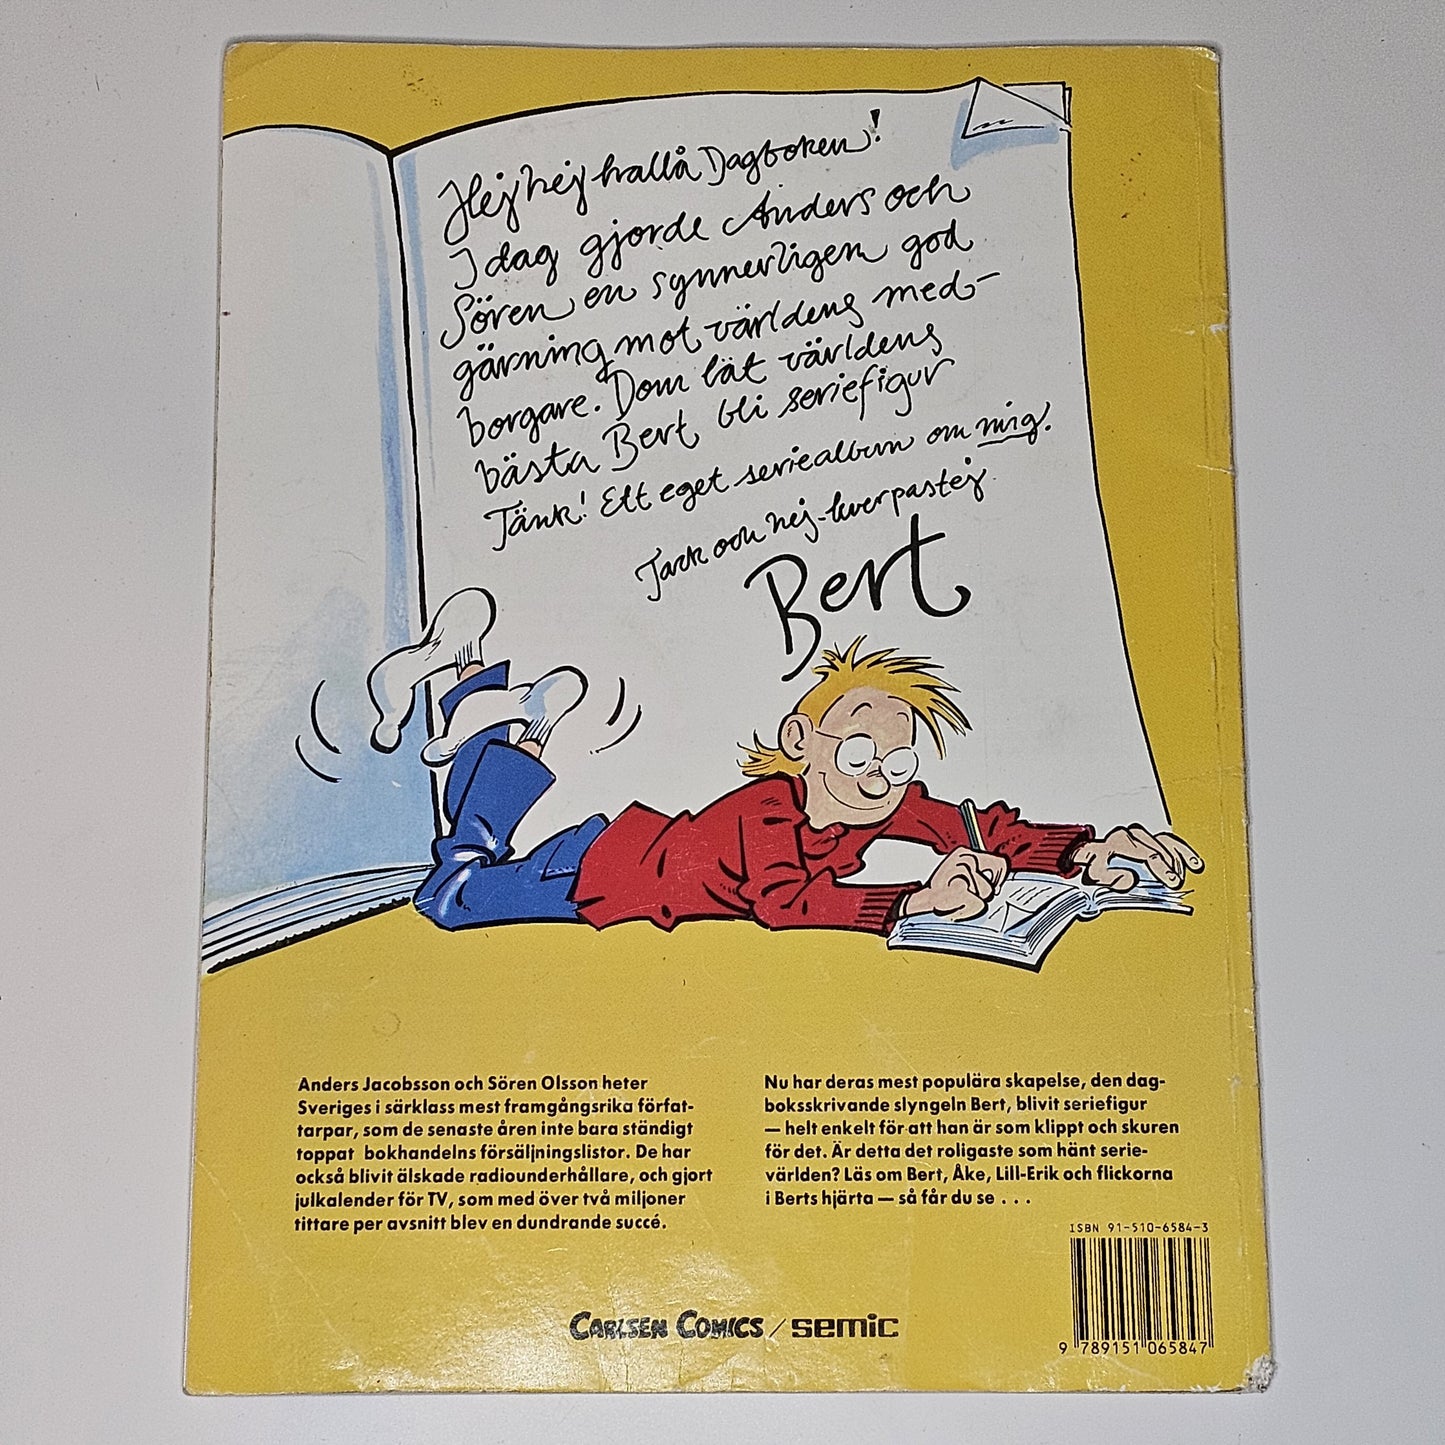 Hej hej hallå Dagboken!
I dag gjorde Anders och
Sören en synnerligen god
gärning mot världens med-
borgare. Dom lät världens
bästa Bert bli seriefigur
Tänk! Ett eget seriealbum om mig.
Tack och hej - leverpastej
Bert
Anders Jacobsson och Sören Olsson heter
Sveriges i särklass mest framgångsrika förfat-
tarpar, som de senaste åren inte bara ständigt
toppat bokhandelns försäljningslistor. De har
också blivit älskade radiounderhållare, och gjort
julkalender för TV, som med över två miljoner
tittare per avsnitt blev en dundrande succé.
Nu har deras mest populära skapelse, den dag-
boksskrivande slyngeln Bert, blivit seriefigur
— helt enkelt för att han är som klippt och skuren
för det. Är detta det roligaste som hänt serie-
världen? Läs om Bert, Åke, Lill-Erik och flickorna
i Berts hjärta — så får du se . . .
ISBN 91-510-6584-3
9 789151 065847
CARLSEN COMICS / semic